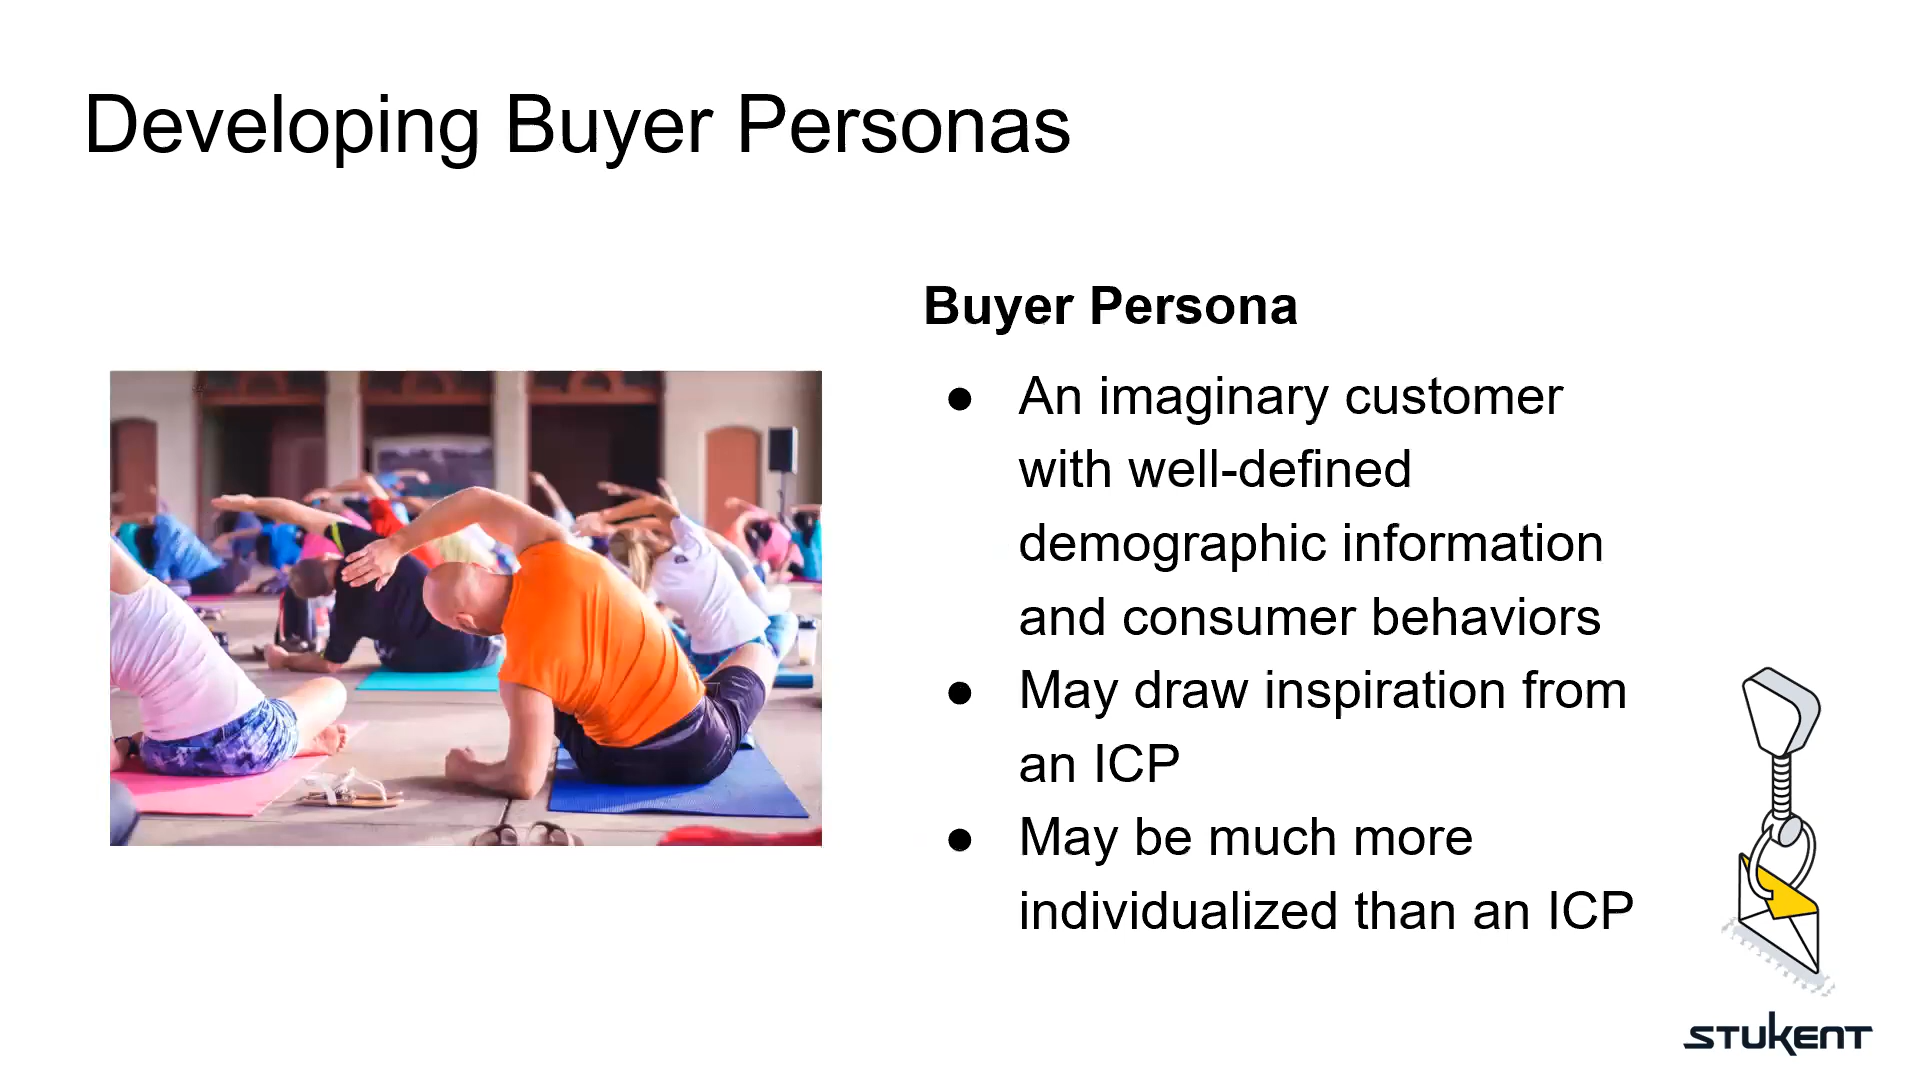 Developing Buyer Personas
Buyer Persona
● An imaginary customer
with well-defined
demographic information
and consumer behaviors
● May draw inspiration from
an ICP
● May be much more
individualized than an ICP
STUKENT